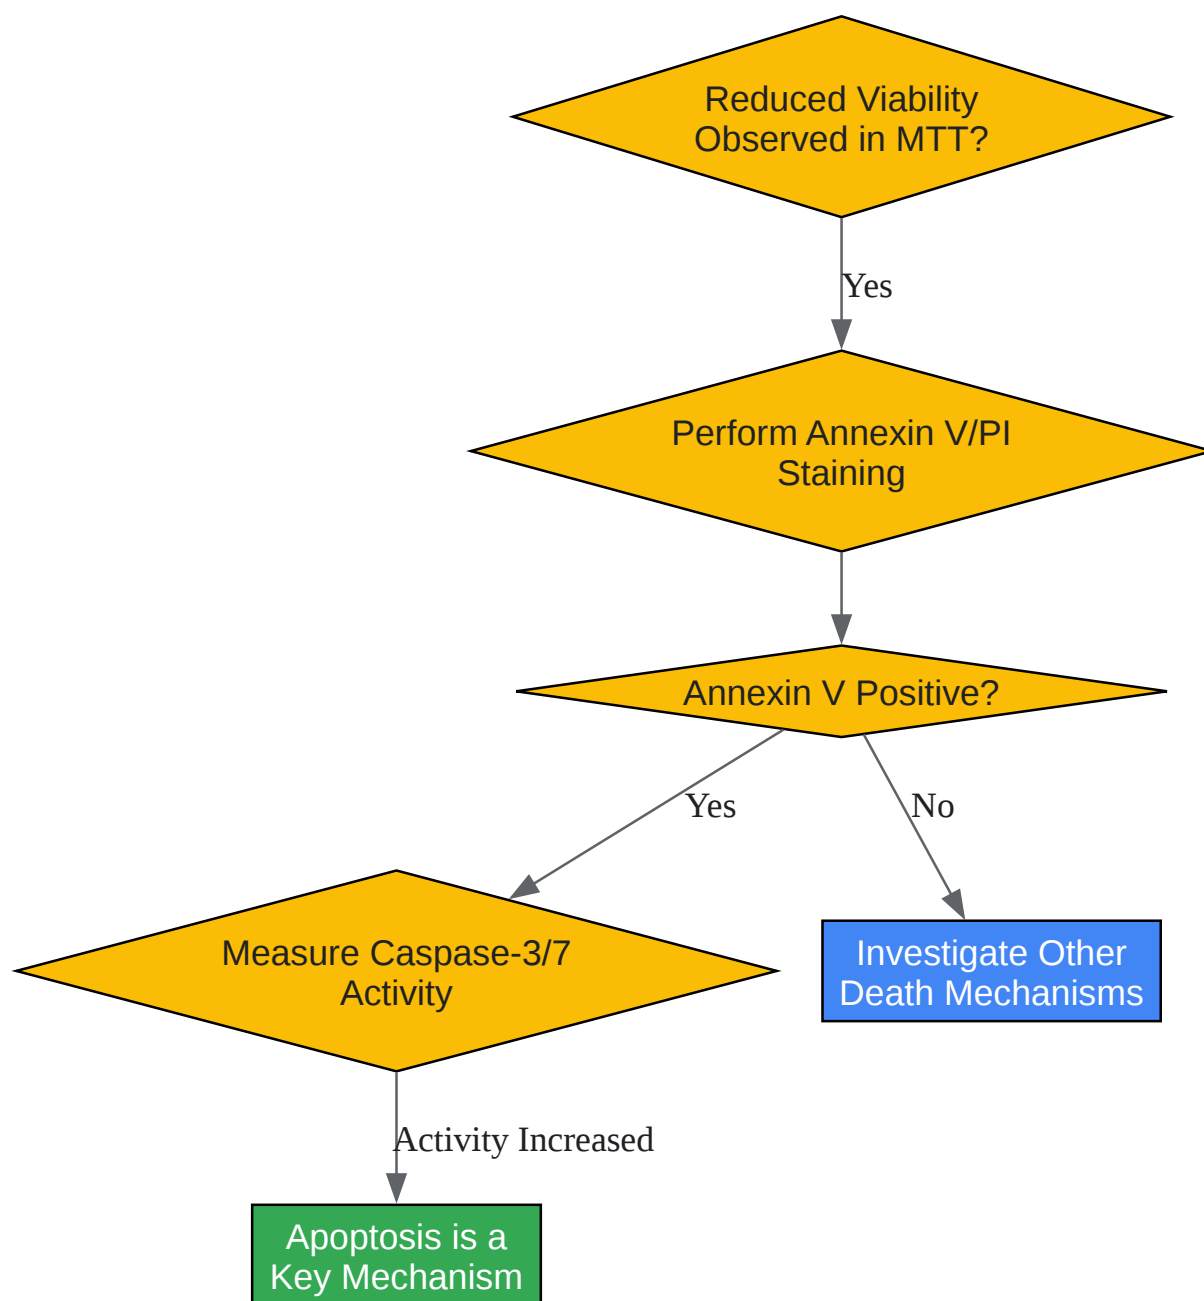 Reduced Viability
Observed in MTT?
Yes
Perform Annexin V/PI
Staining
Annexin V Positive?
Yes
No
Measure Caspase-3/7
Activity
Investigate Other
Death Mechanisms
Activity Increased
Apoptosis is a
Key Mechanism